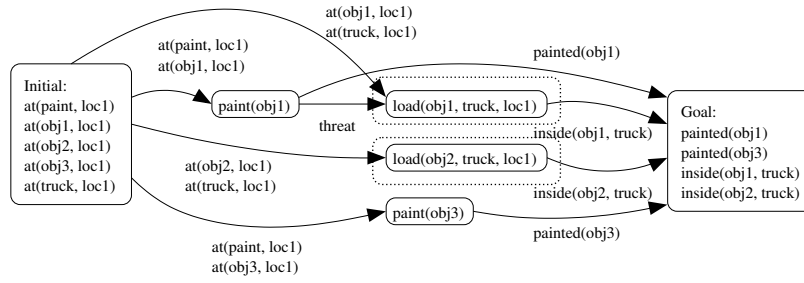 at(obj1, loc1)
at(truck, loc1)
at(paint, loc1)
at(obj1, loc1)
painted(obj1)
Initial:
at(paint, loc1)
at(obj1, loc1)
at(obj2, loc1)
at(obj3, loc1)
at(truck, loc1)
paint(obj1)
threat
load(obj1, truck, loc1)
inside(obj1, truck)
at(obj2, loc1)
at(truck, loc1)
load(obj2, truck, loc1)
inside(obj2, truck)
at(paint, loc1)
at(obj3, loc1)
paint(obj3)
painted(obj3)
Goal:
painted(obj1)
painted(obj3)
inside(obj1, truck)
inside(obj2, truck)